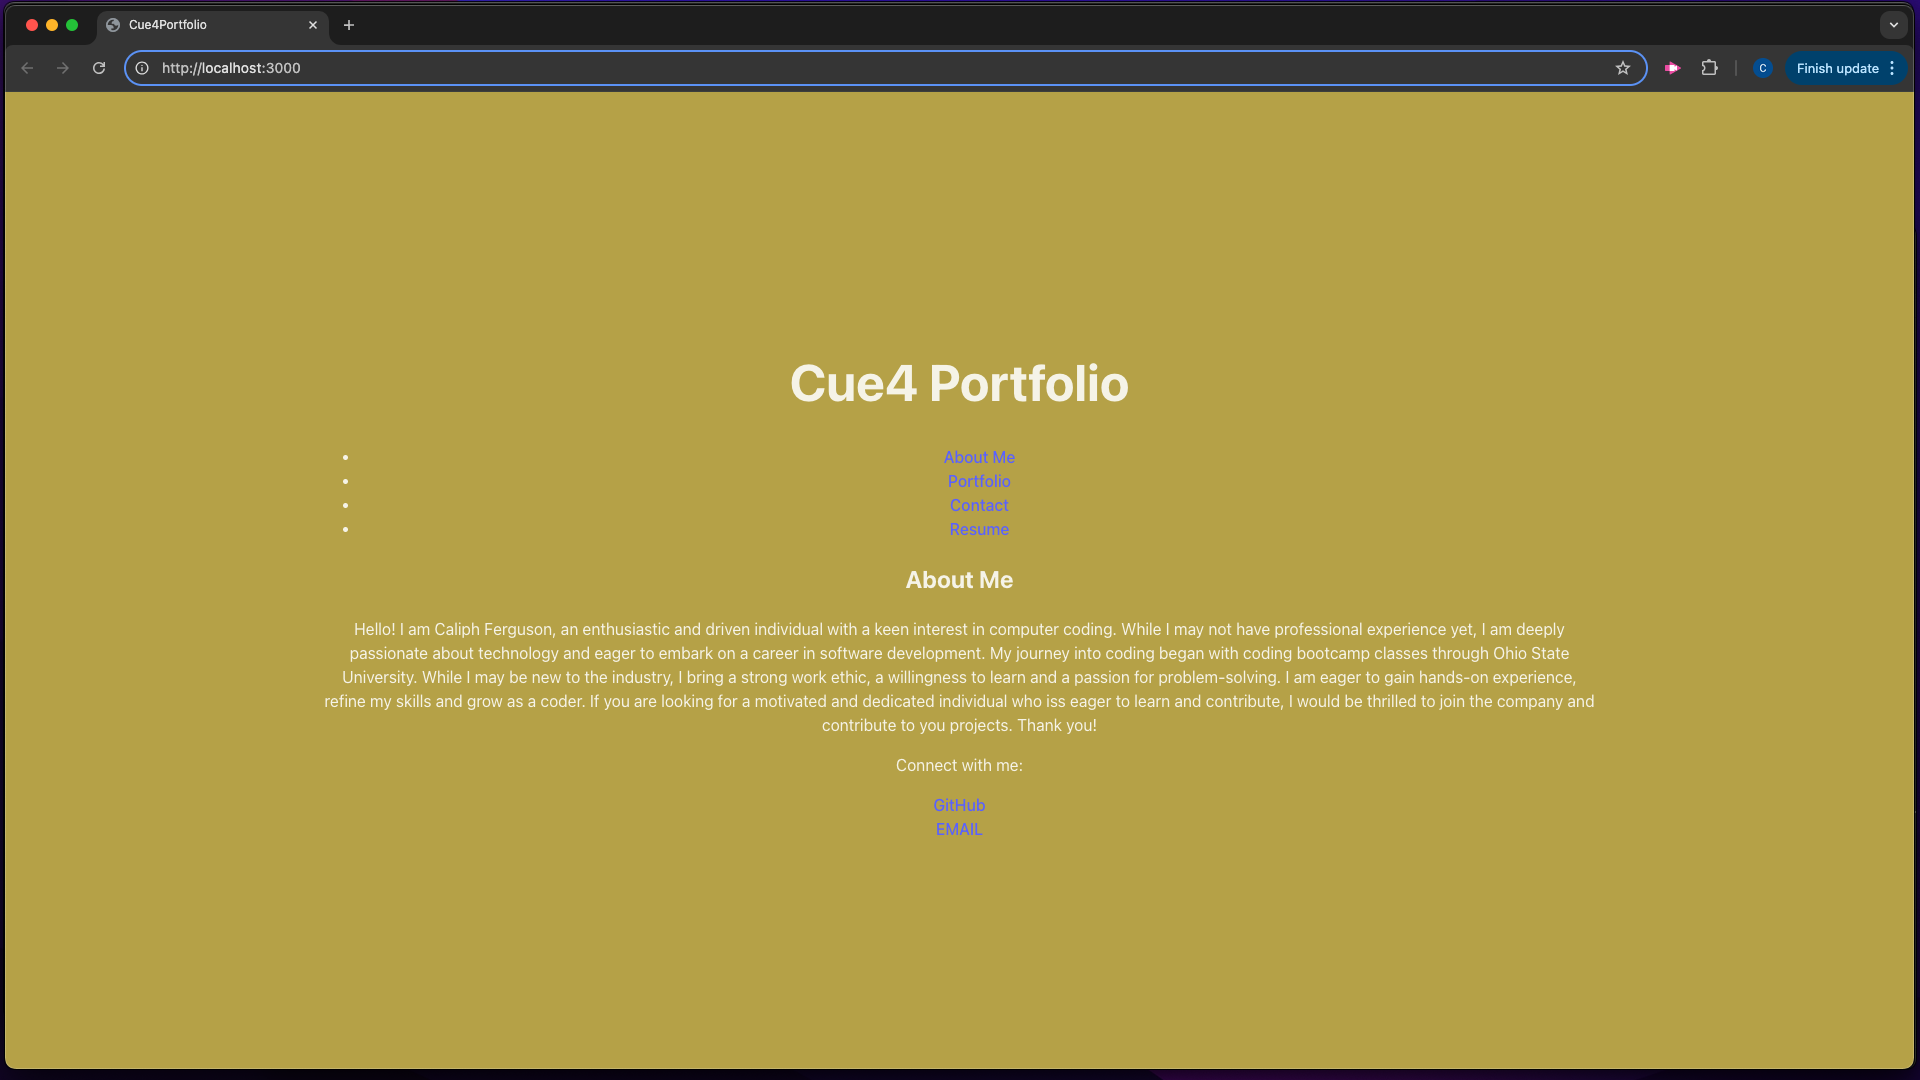 Cue4Portfolio
http://localhost:3000
C
Finish update
Cue4 Portfolio
About Me
Portfolio
Contact
Resume
About Me
Hello! I am Caliph Ferguson, an enthusiastic and driven individual with a keen interest in computer coding. While I may not have professional experience yet, I am deeply
passionate about technology and eager to embark on a career in software development. My journey into coding began with coding bootcamp classes through Ohio State
University. While I may be new to the industry, I bring a strong work ethic, a willingness to learn and a passion for problem-solving. I am eager to gain hands-on experience,
refine my skills and grow as a coder. If you are looking for a motivated and dedicated individual who iss eager to learn and contribute, I would be thrilled to join the company and
contribute to you projects. Thank you!
Connect with me:
GitHub
EMAIL